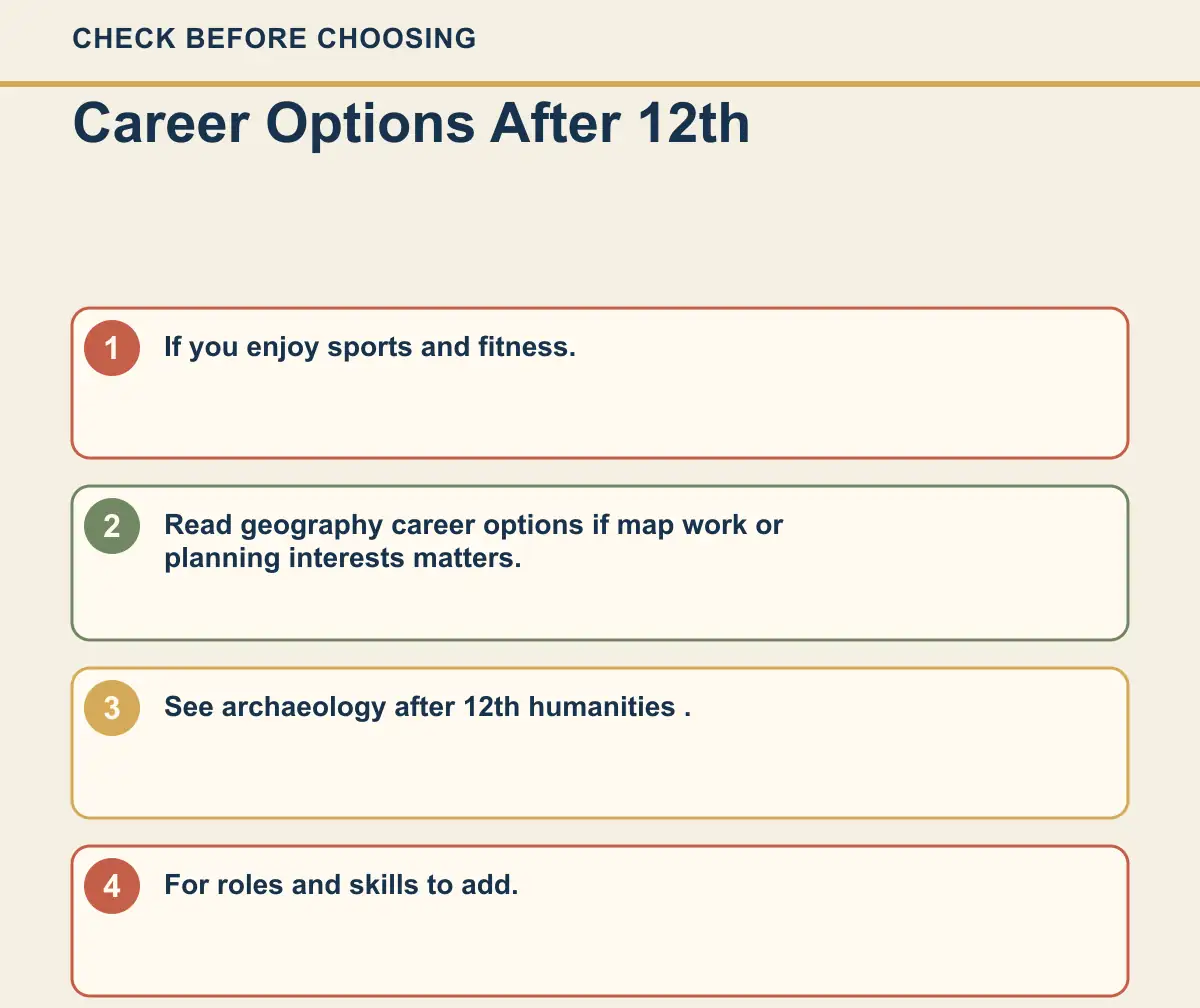 CHECK BEFORE CHOOSING
Career Options After 12th
1 If you enjoy sports and fitness.
2 Read geography career options if map work or
planning interests matters.
3 See archaeology after 12th humanities .
4 For roles and skills to add.